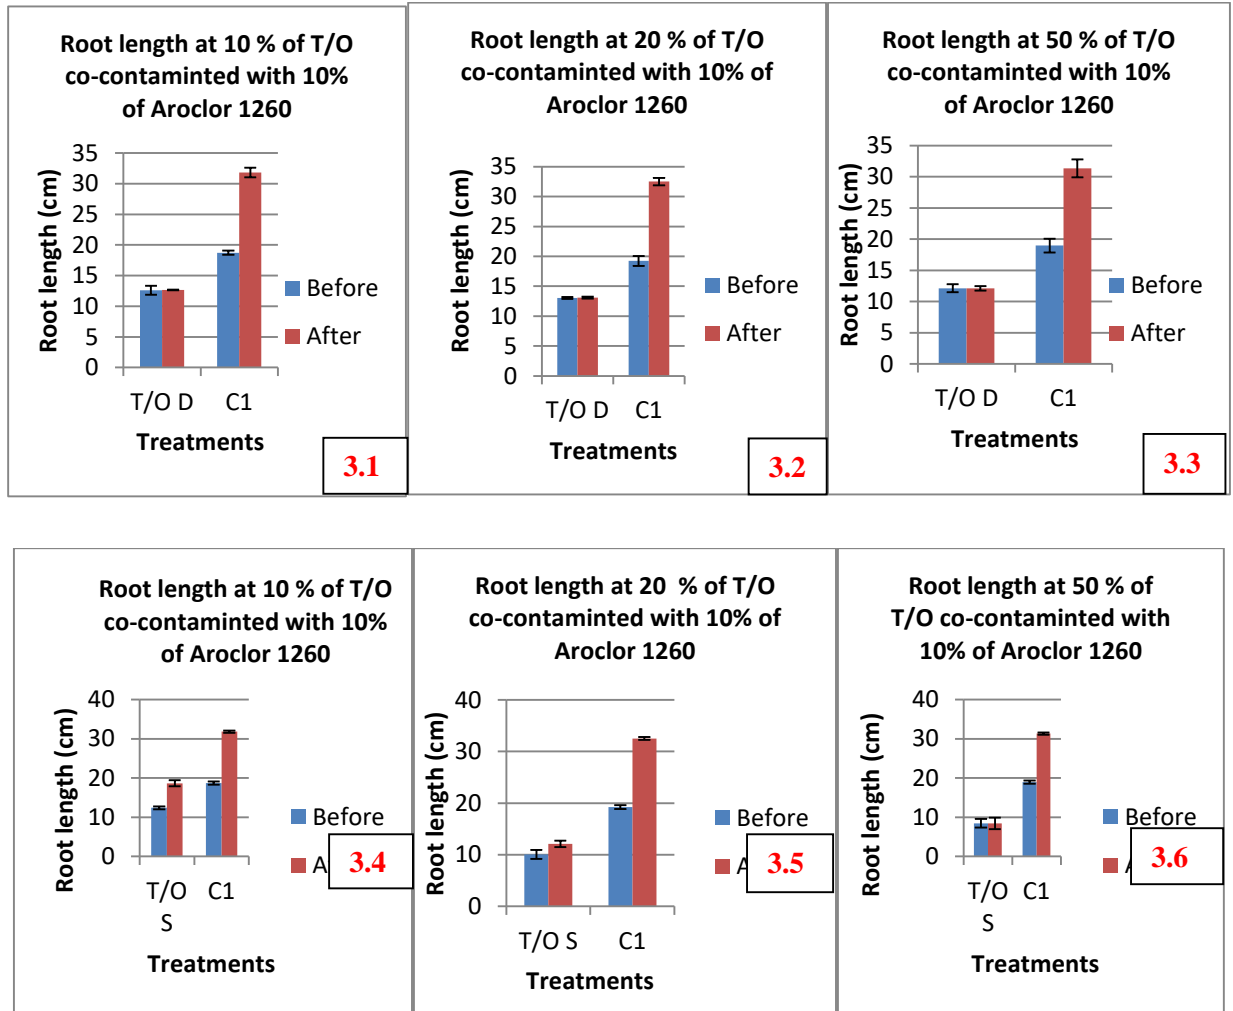 Root length at 10 % of T/O
co-contaminted with 10%
of Aroclor 1260
Root length (cm)
35
30
25
20
15
10
5
0
T/O D C1
Treatments
Before
After
3.1
Root length at 20 % of T/O
co-contaminted with 10% of
Aroclor 1260
Root length (cm)
35
30
25
20
15
10
5
0
T/O D C1
Treatments
Before
After
3.2
Root length at 50 % of T/O
co-contaminted with 10%
of Aroclor 1260
Root length (cm)
35
30
25
20
15
10
5
0
T/O D C1
Treatments
Before
After
3.3
Root length at 10 % of T/O
co-contaminted with 10%
of Aroclor 1260
Root length (cm)
40
30
20
10
0
T/O C1
S
Treatments
Before
A
3.4
Root length at 20 % of T/O
co-contaminted with 10% of
Aroclor 1260
Root length (cm)
40
30
20
10
0
T/O S C1
Treatments
Before
A
3.5
Root length at 50 % of
T/O co-contaminted with
10% of Aroclor 1260
Root length (cm)
40
30
20
10
0
T/O C1
S
Treatments
Before
3.6